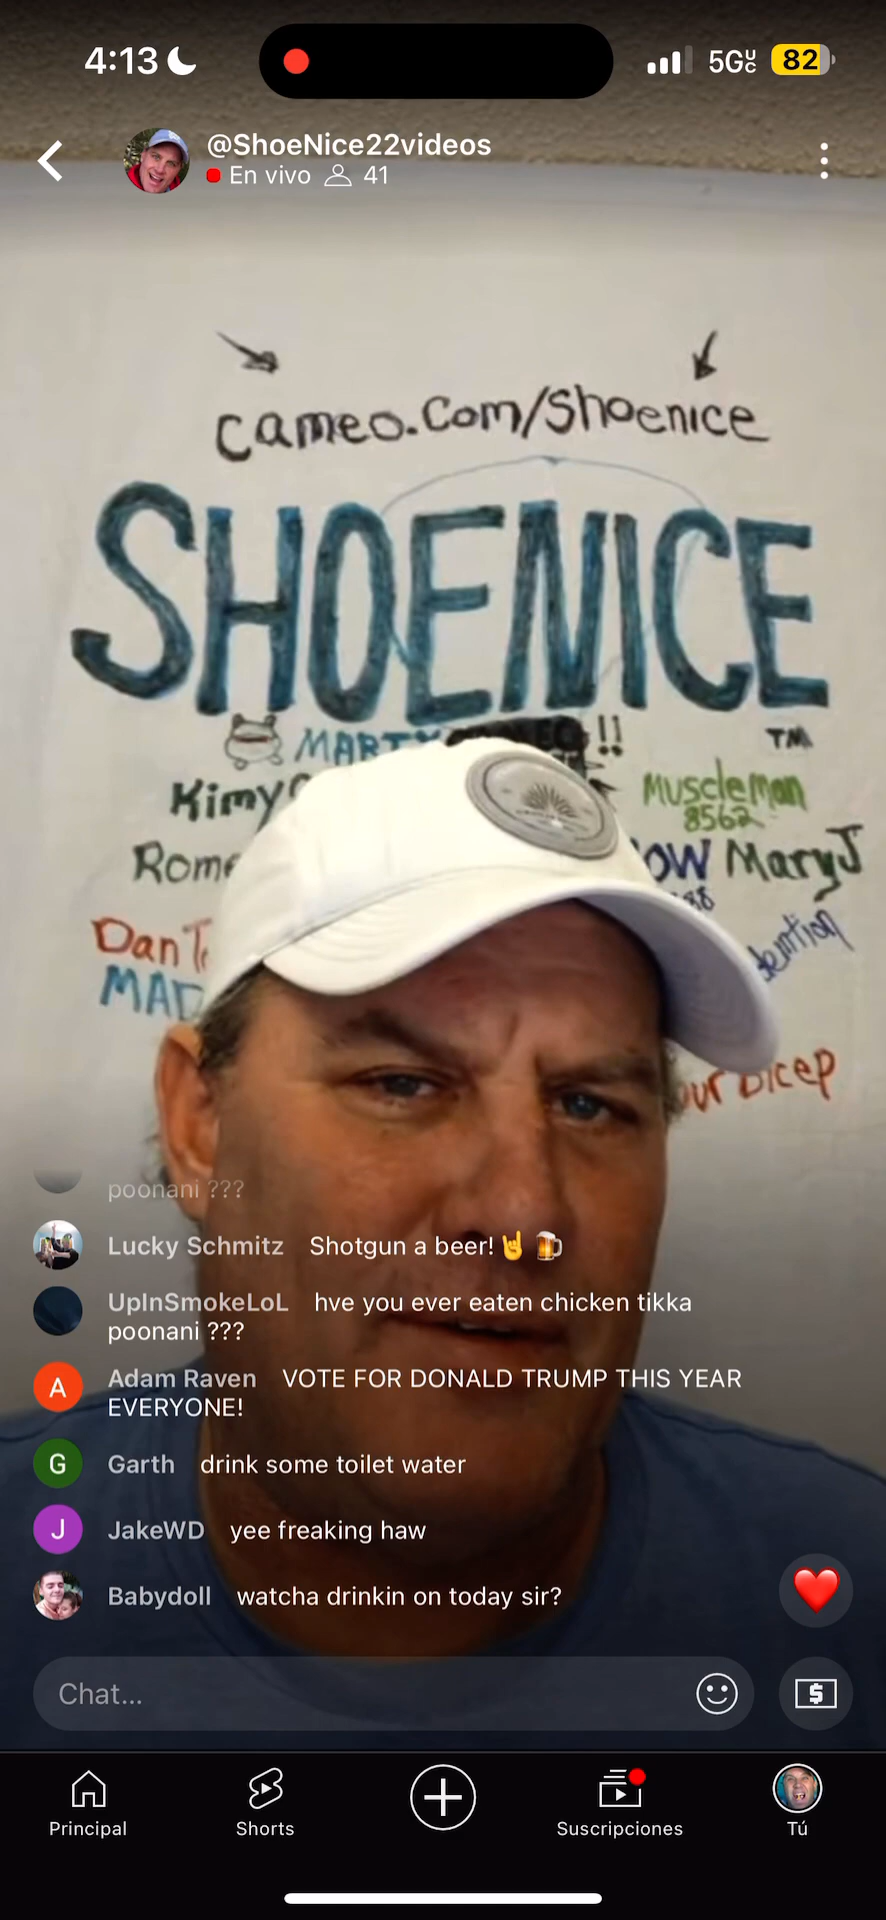 4:13
5G UC
82
@ShoeNice22videos
En vivo 41
cameo.com/shoenice
SHOENICE
MARTY
!!
TM
Muscleman
8562
MaryJ
Dan
Bicep
poonani ???
Lucky Schmitz Shotgun a beer!🤘🍺
UpInSmokeLoL hve you ever eaten chicken tikka
poonani ???
Adam Raven VOTE FOR DONALD TRUMP THIS YEAR
EVERYONE!
A
Garth drink some toilet water
G
JakeWD yee freaking haw
J
Babydoll watcha drinkin on today sir?
Chat...
$
Principal
Shorts
Suscripciones
Tú